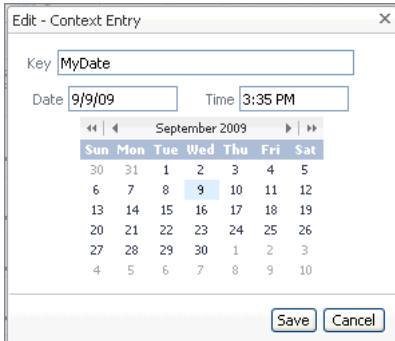 Edit - Context Entry
Key MyDate
Date 9/9/09 Time 3:35 PM
September 2009
Sun Mon Tue Wed Thu Fri Sat
30 31 1 2 3 4 5
6 7 8 9 10 11 12
13 14 15 16 17 18 19
20 21 22 23 24 25 26
27 28 29 30 1 2 3
4 5 6 7 8 9 10
Save Cancel